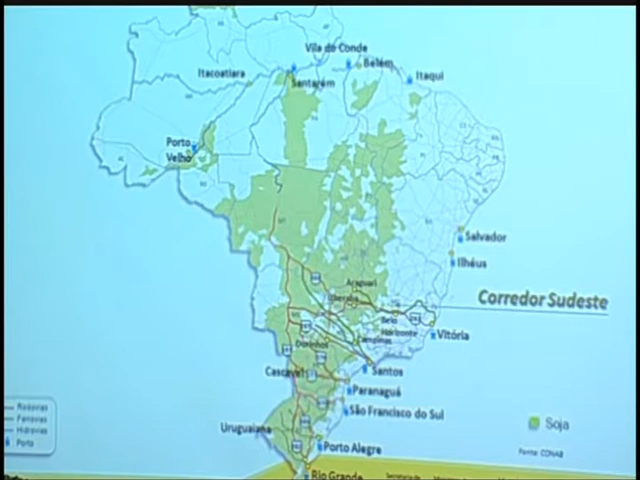 Vila do Conde
Belém
Itacoatiara
Santarém
Itaqui
Porto
Velho
Salvador
Ilhéus
Araguari
Uberaba
Corredor Sudeste
Belo
Horizonte
Vitória
Campinas
Dourados
Santos
Cascavel
Paranaguá
São Francisco do Sul
Rodovias
Ferrovias
Hidrovias
Porto
Uruguaiana
Porto Alegre
Soja
Fonte: CONAB
Rio Grande